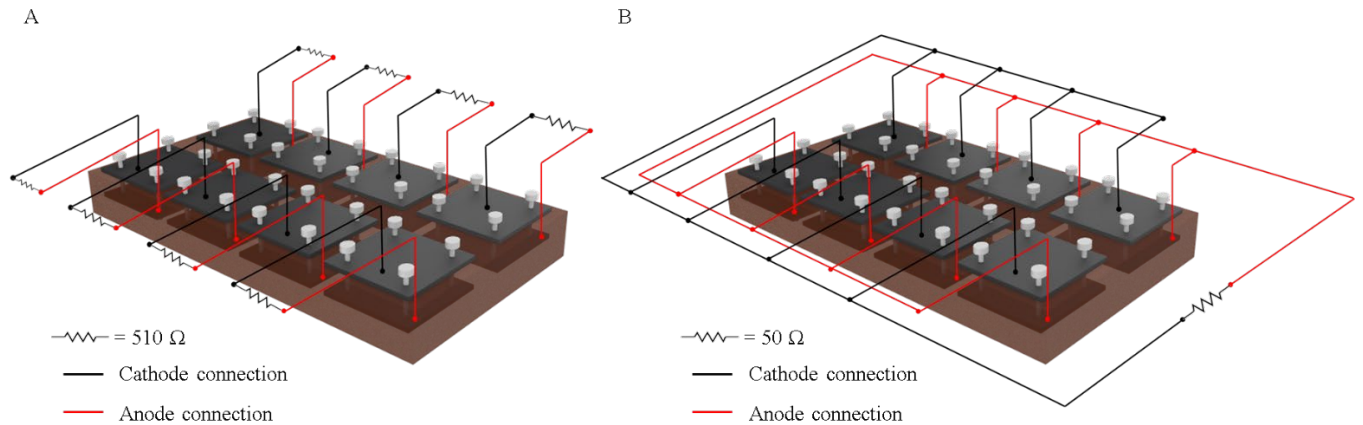 A
B
= 510 Ω
Cathode connection
Anode connection
= 50 Ω
Cathode connection
Anode connection